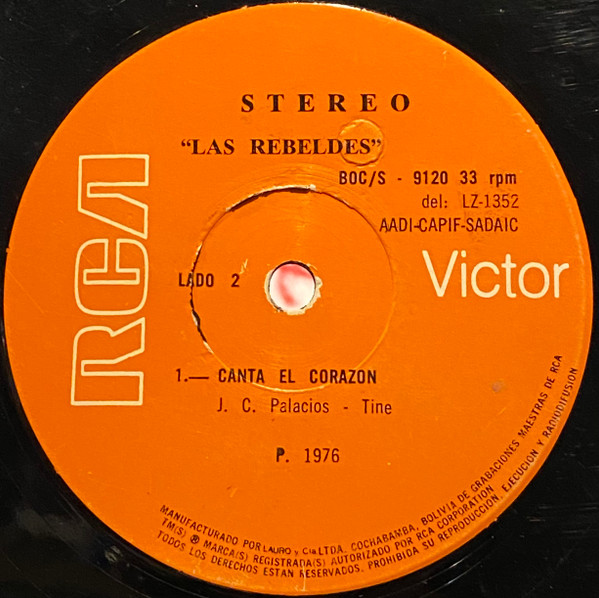 STEREO
"LAS REBELDES"
BOC/S - 9120 33 rpm
del: LZ-1352
AADI-CAPIF-SADAIC
RCA
Victor
LADO 2
1.— CANTA EL CORAZON
J. C. Palacios - Tine
P. 1976
MANUFACTURADO POR LAURO y Cia LTDA. COCHABAMBA, BOLIVIA DE GRABACIONES MAESTRAS DE RCA
TM(S) ® MARCA(S) REGISTRADA(S) AUTORIZADO POR RCA CORPORATION
TODOS LOS DERECHOS ESTAN RESERVADOS. PROHIBIDA SU REPRODUCCION, EJECUCION Y RADIODIFUSION